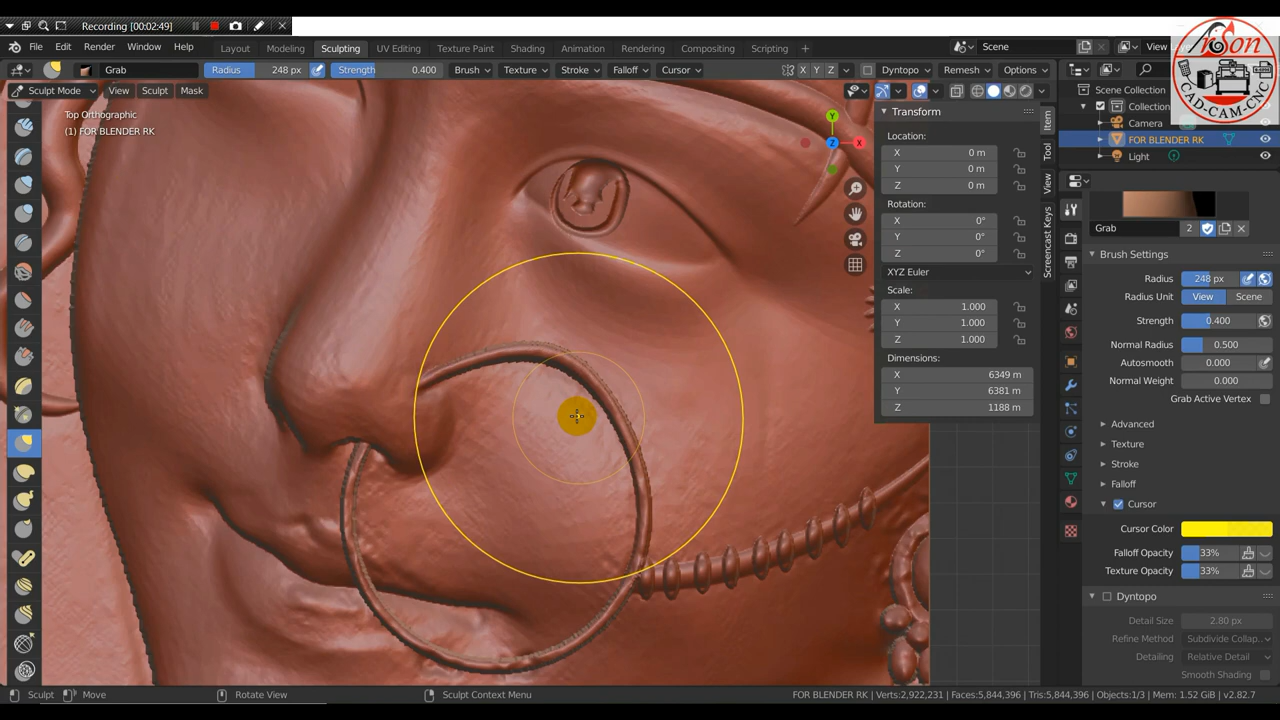 Recording [00:02:49]
File Edit Render Window Help Layout Modeling Sculpting UV Editing Texture Paint Shading Animation Rendering Compositing Scripting + Scene View
Grab Radius 248 px Strength 0.400 Brush Texture Stroke Falloff Cursor X Y Z Dyntopo Remesh Options
Sculpt Mode View Sculpt Mask
Top Orthographic
(1) FOR BLENDER RK
Y
Z X
Transform
Location:
X 0 m
Y 0 m
Z 0 m
Rotation:
X 0°
Y 0°
Z 0°
XYZ Euler
Scale:
X 1.000
Y 1.000
Z 1.000
Dimensions:
X 6349 m
Y 6381 m
Z 1188 m
Item
Tool
View
Screencast Keys
CAD-CAM-CNC
Scene Collection
Collection
Camera
FOR BLENDER RK
Light
Grab 2
Brush Settings
Radius 248 px
Radius Unit View Scene
Strength 0.400
Normal Radius 0.500
Autosmooth 0.000
Normal Weight 0.000
Grab Active Vertex
Advanced
Texture
Stroke
Falloff
Cursor
Cursor Color
Falloff Opacity 33%
Texture Opacity 33%
Dyntopo
Detail Size 2.80 px
Refine Method Subdivide Collap..
Detailing Relative Detail
Smooth Shading
Sculpt Move Rotate View Sculpt Context Menu FOR BLENDER RK | Verts:2,922,231 | Faces:5,844,396 | Tris:5,844,396 | Objects:1/3 | Mem: 1.52 GiB | v2.82.7